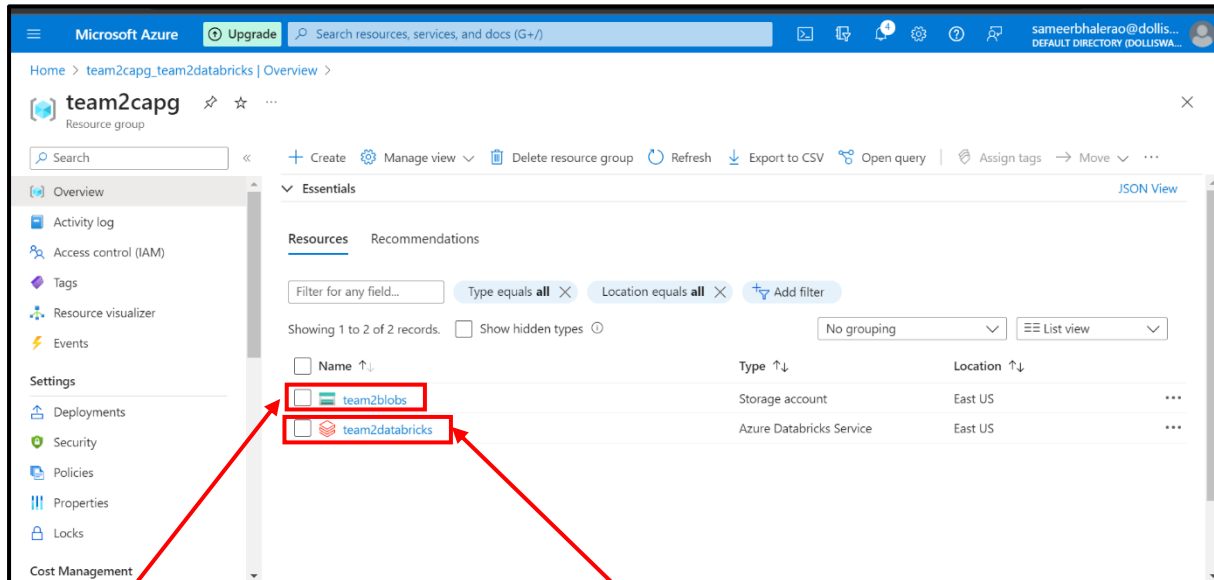 Microsoft Azure Upgrade Search resources, services, and docs (G+/) 4 sameerbhalerao@dollis...
DEFAULT DIRECTORY (DOLLISWA...
Home > team2capg_team2databricks | Overview >
team2capg ...
Resource group
Search « + Create Manage view Delete resource group Refresh Export to CSV Open query | Assign tags → Move ...
Overview Essentials JSON View
Activity log
Access control (IAM) Resources Recommendations
Tags Filter for any field... Type equals all Location equals all Add filter
Resource visualizer Showing 1 to 2 of 2 records. Show hidden types No grouping List view
Events
Name ↑↓ Type ↑↓ Location ↑↓
Settings
team2blobs Storage account East US ...
Deployments
team2databricks Azure Databricks Service East US ...
Security
Policies
Properties
Locks
Cost Management